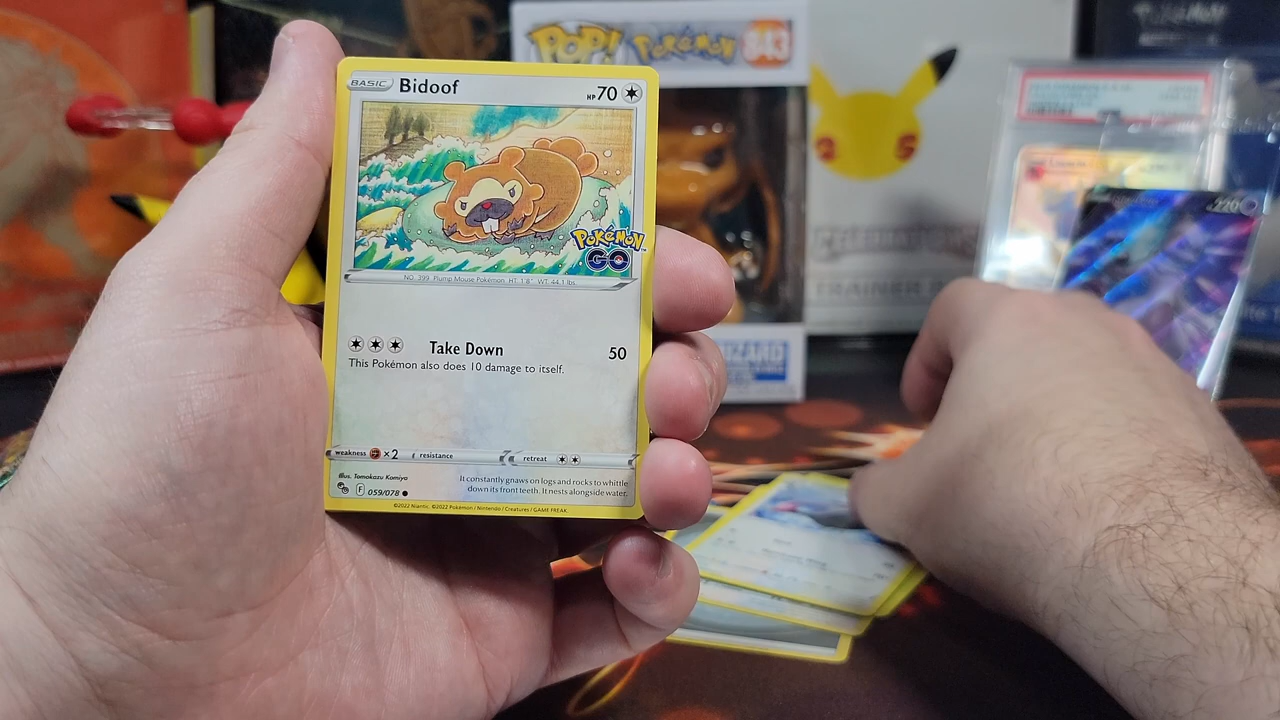 BASIC Bidoof HP 70
Pokémon
GO
NO. 399 Plump Mouse Pokémon HT: 1'8" WT: 44.1 lbs.
Take Down 50
This Pokémon also does 10 damage to itself.
weakness ×2 resistance retreat
Illus. Tomokazu Komiya
It constantly gnaws on logs and rocks to whittle
down its front teeth. It nests alongside water.
F 059/078
©2022 Niantic. ©2022 Pokémon / Nintendo / Creatures / GAME FREAK.
POP! Pokémon 843
TRAINER
220